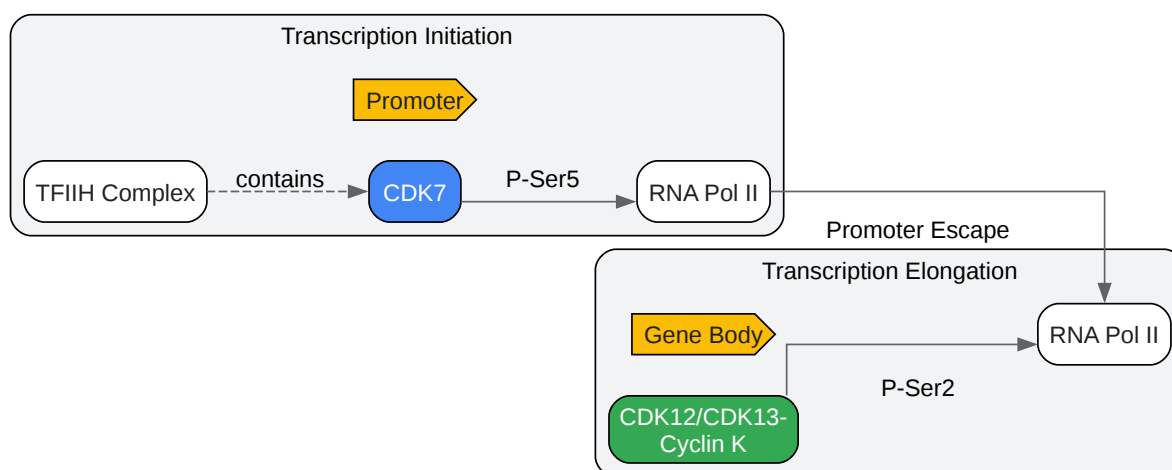 Transcription Initiation
Promoter
TFIIH Complex
contains
CDK7
P-Ser5
RNA Pol II
Promoter Escape
Transcription Elongation
Gene Body
RNA Pol II
P-Ser2
CDK12/CDK13-
Cyclin K